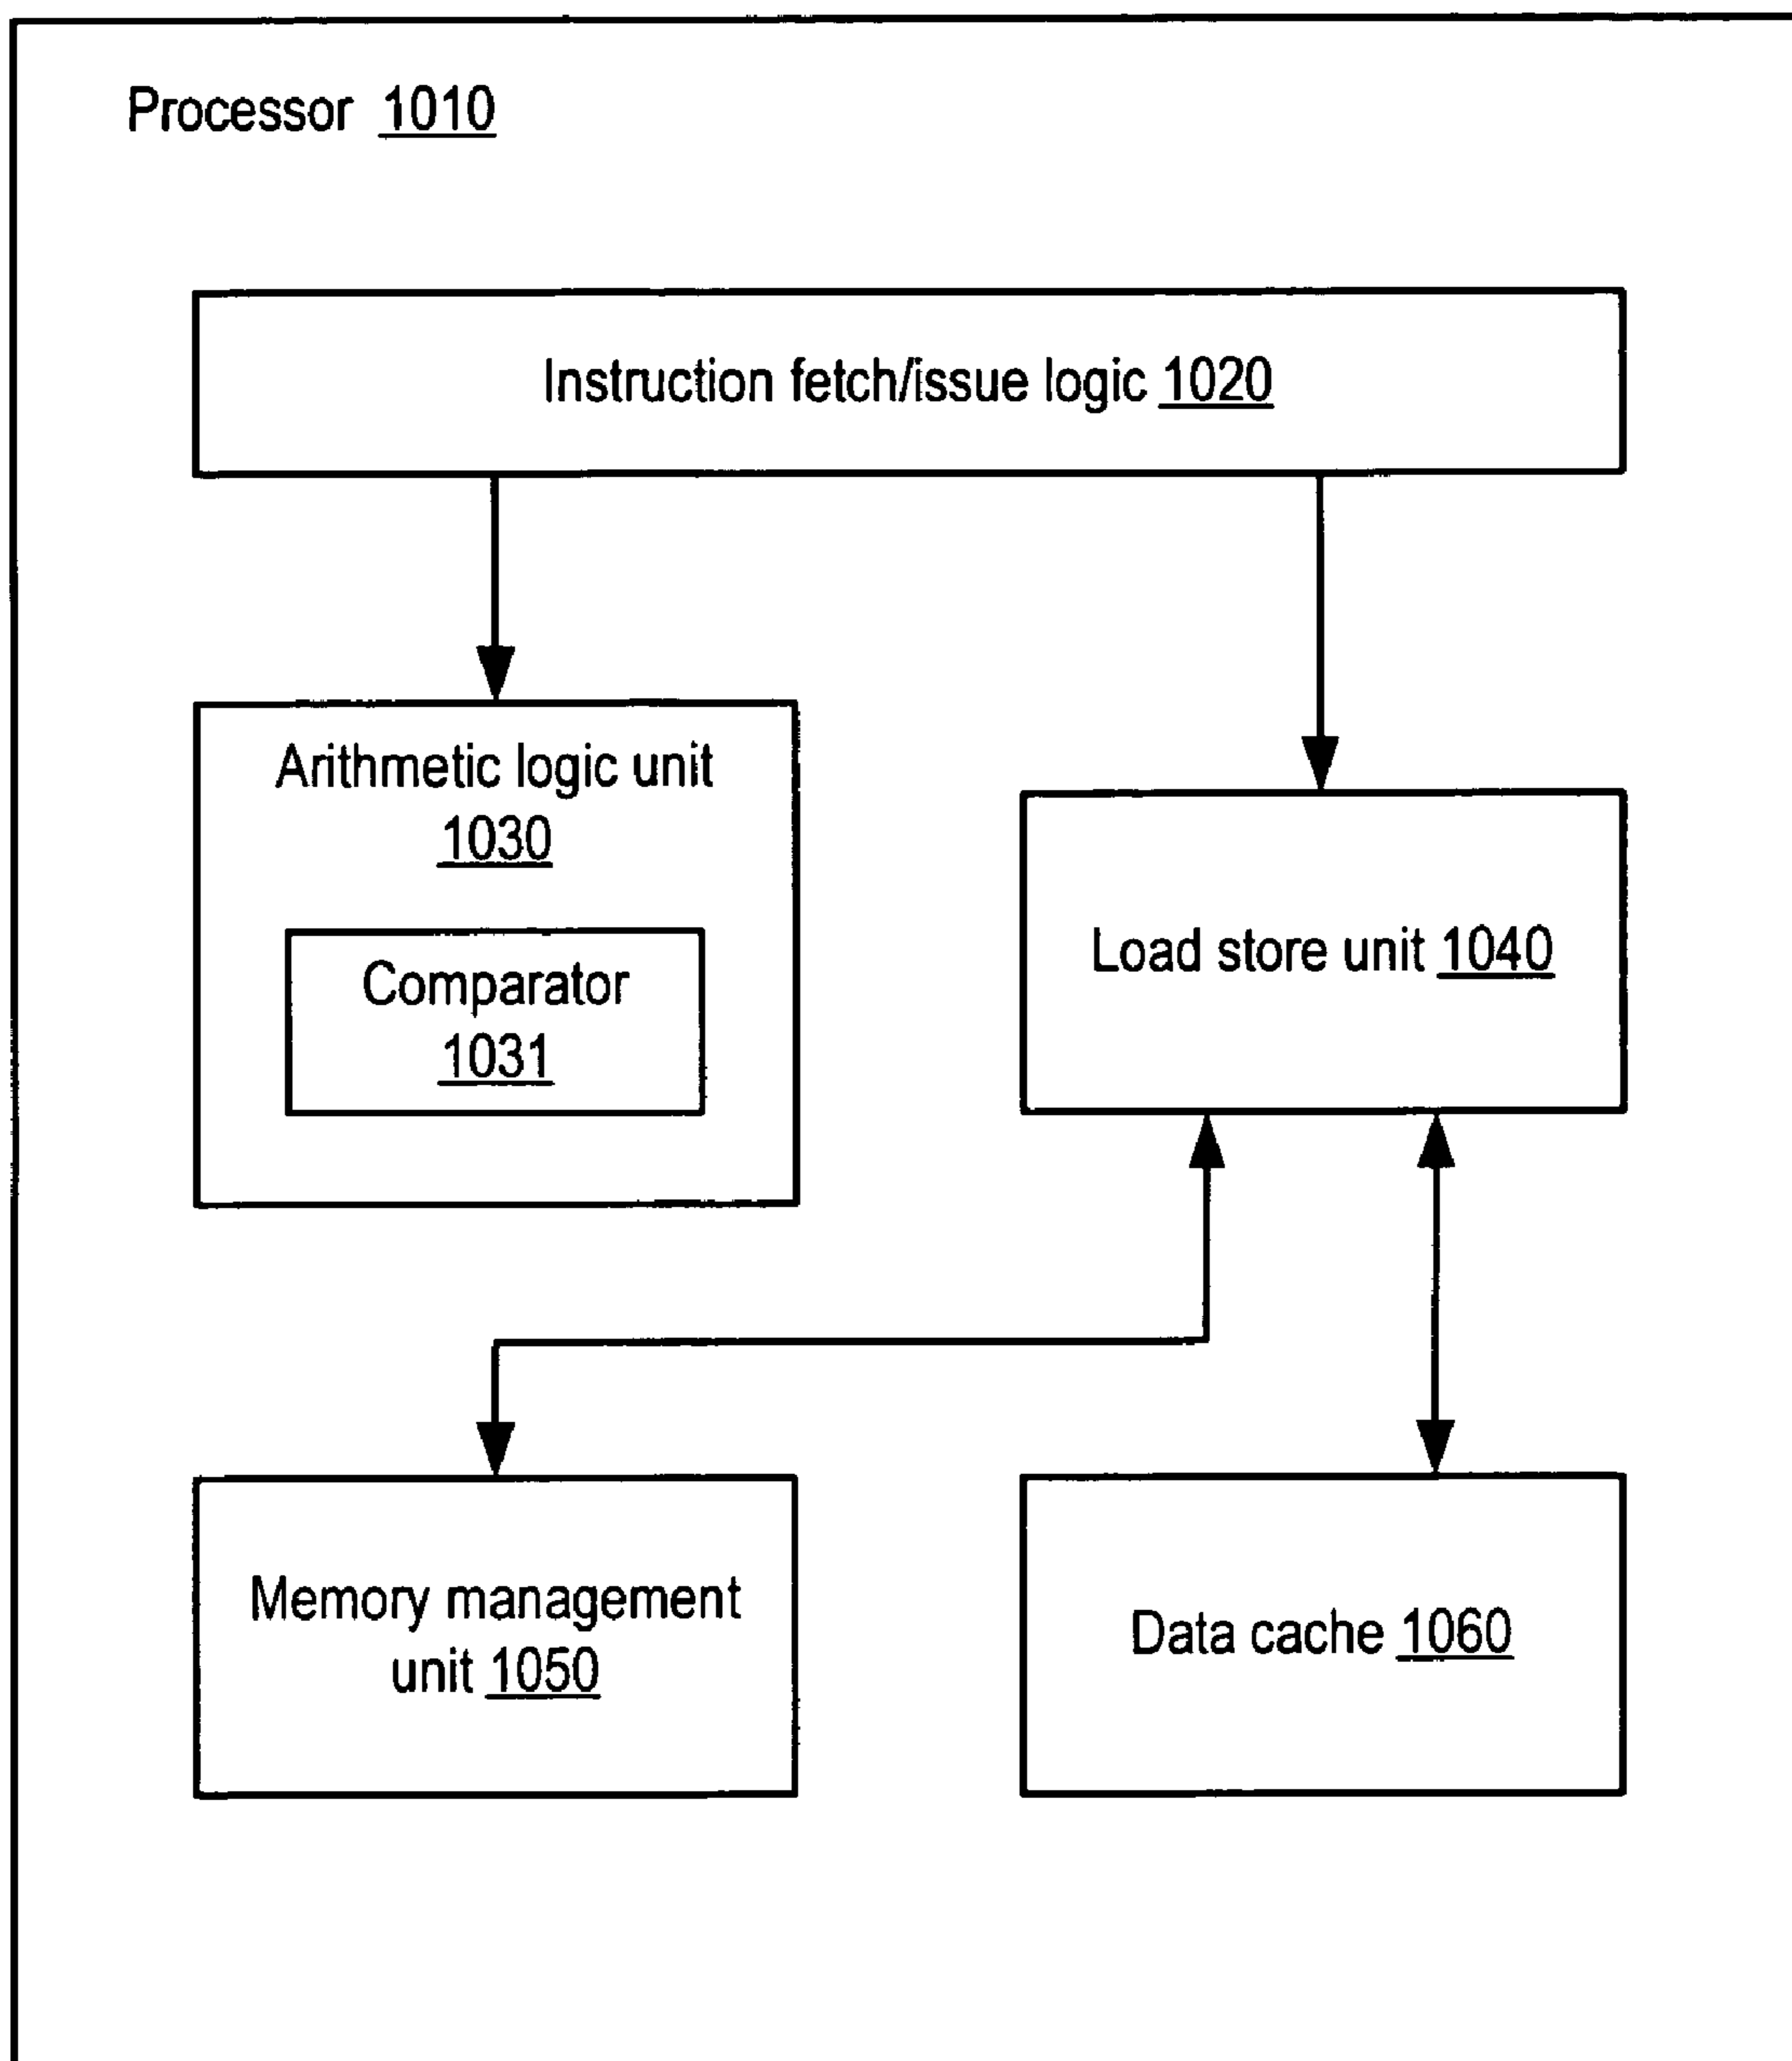 Processor 1010
Instruction fetch/issue logic 1020
Arithmetic logic unit
1030
Comparator
1031
Load store unit 1040
Memory management
unit 1050
Data cache 1060